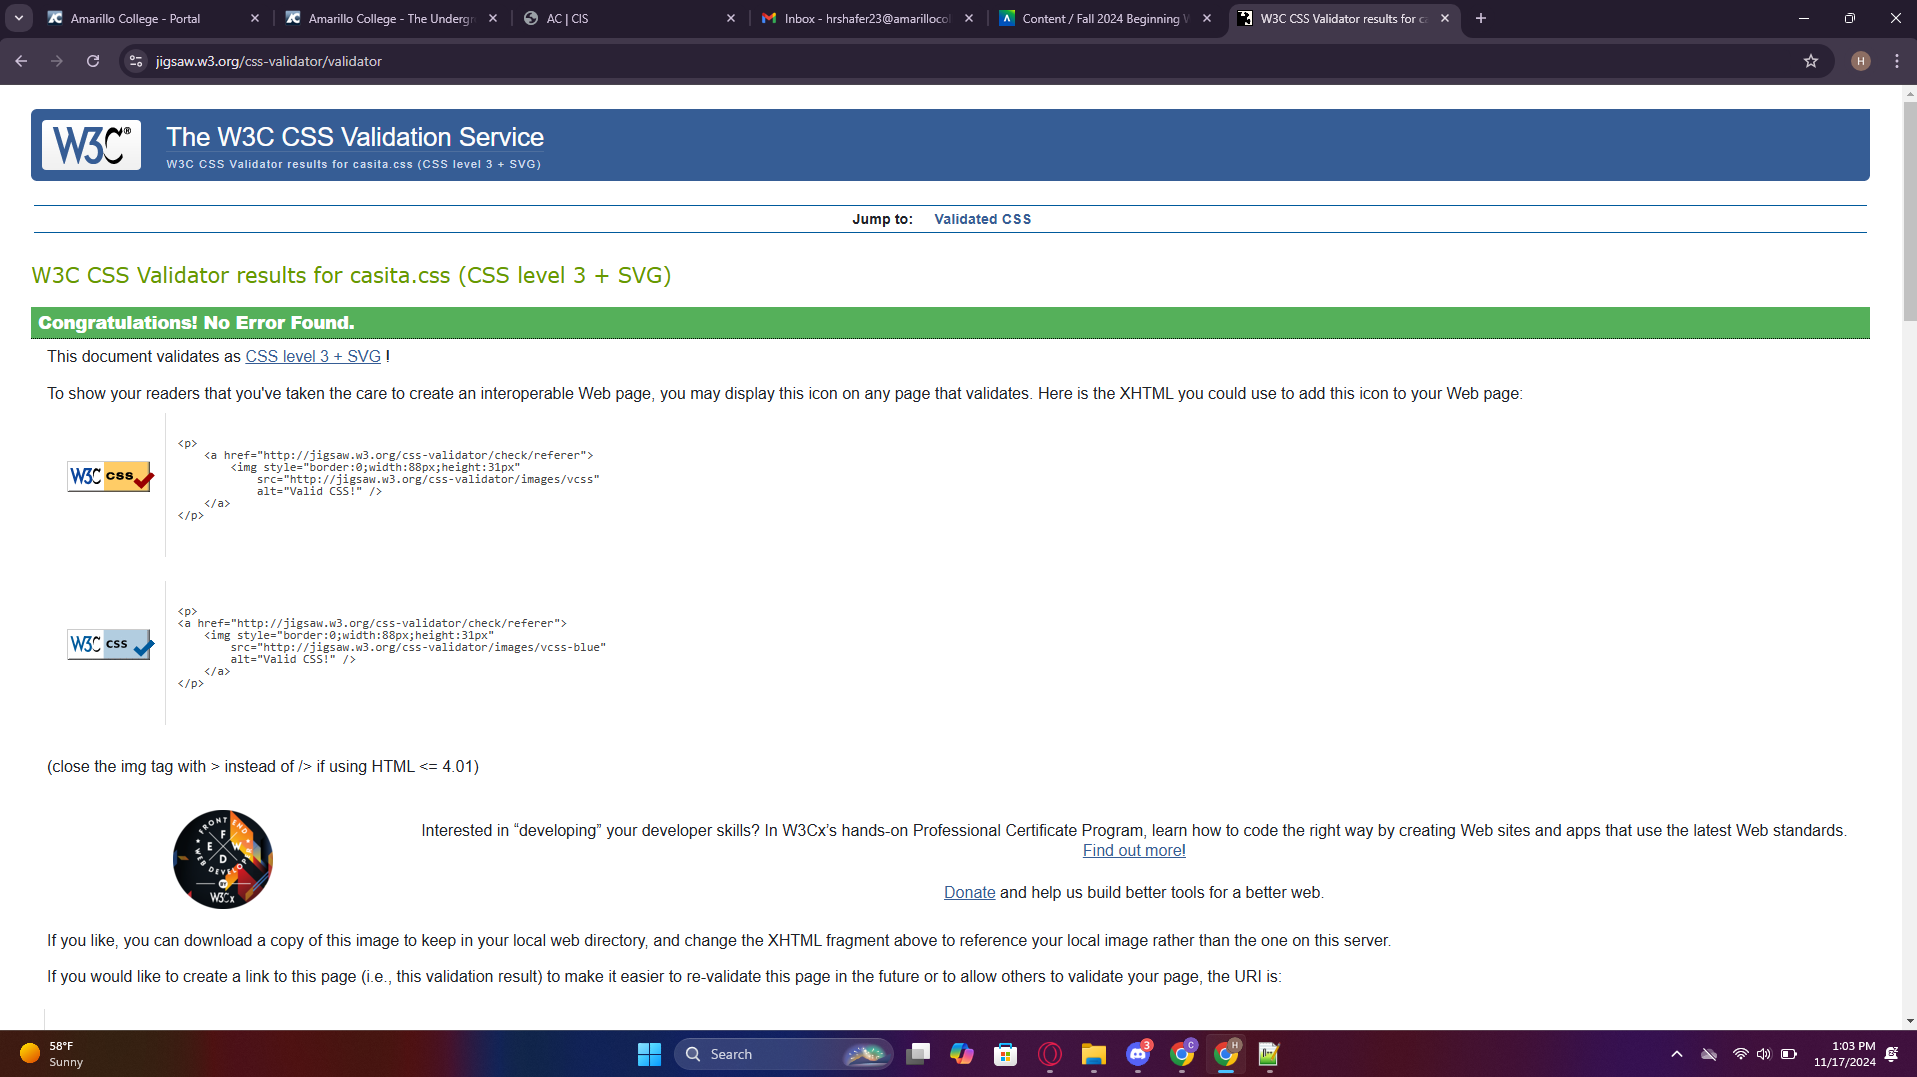 Amarillo College - Portal
Amarillo College - The Undergr
AC | CIS
Inbox - hrshafer23@amarilloco
Content / Fall 2024 Beginning W
W3C CSS Validator results for ca
jigsaw.w3.org/css-validator/validator
H
W3C®
The W3C CSS Validation Service
W3C CSS Validator results for casita.css (CSS level 3 + SVG)
Jump to: Validated CSS
W3C CSS Validator results for casita.css (CSS level 3 + SVG)
Congratulations! No Error Found.
This document validates as CSS level 3 + SVG !
To show your readers that you've taken the care to create an interoperable Web page, you may display this icon on any page that validates. Here is the XHTML you could use to add this icon to your Web page:
W3C css
<p>
<a href="http://jigsaw.w3.org/css-validator/check/referer">
<img style="border:0;width:88px;height:31px"
src="http://jigsaw.w3.org/css-validator/images/vcss"
alt="Valid CSS!" />
</a>
</p>
W3C css
<p>
<a href="http://jigsaw.w3.org/css-validator/check/referer">
<img style="border:0;width:88px;height:31px"
src="http://jigsaw.w3.org/css-validator/images/vcss-blue"
alt="Valid CSS!" />
</a>
</p>
(close the img tag with > instead of /> if using HTML <= 4.01)
FRONT END
F E W D
WEB DEVELOPER
BY
W3Cx
Interested in “developing” your developer skills? In W3Cx’s hands-on Professional Certificate Program, learn how to code the right way by creating Web sites and apps that use the latest Web standards.
Find out more!
Donate and help us build better tools for a better web.
If you like, you can download a copy of this image to keep in your local web directory, and change the XHTML fragment above to reference your local image rather than the one on this server.
If you would like to create a link to this page (i.e., this validation result) to make it easier to re-validate this page in the future or to allow others to validate your page, the URI is:
58°F
Sunny
Search
3
C
H
1:03 PM
11/17/2024